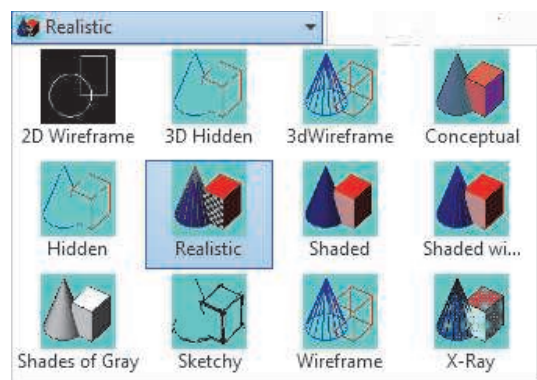 Realistic
2D Wireframe 3D Hidden 3dWireframe Conceptual
Hidden Realistic Shaded Shaded wi...
Shades of Gray Sketchy Wireframe X-Ray